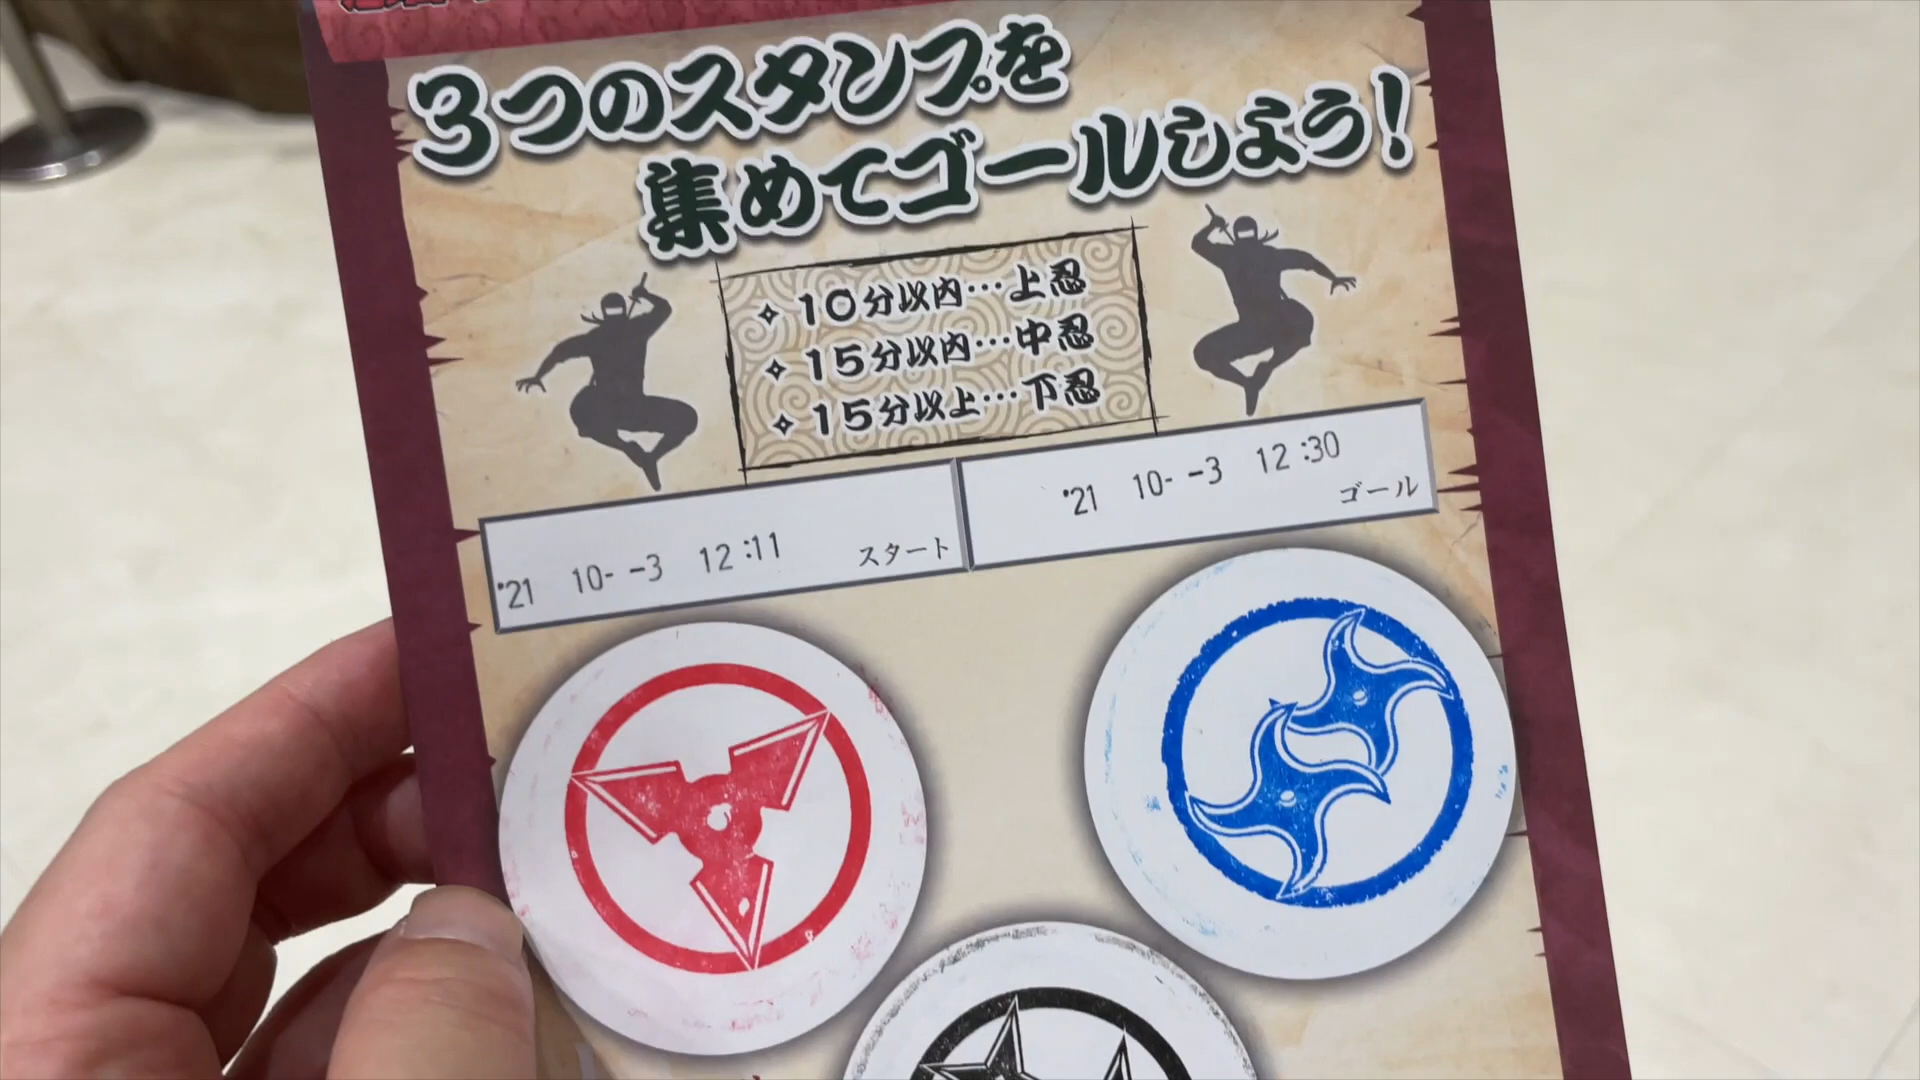 3つのスタンプを
集めてゴールしよう!
10分以内…上忍
15分以内…中忍
15分以上…下忍
'21 10- -3 12:11 スタート
'21 10- -3 12:30 ゴール